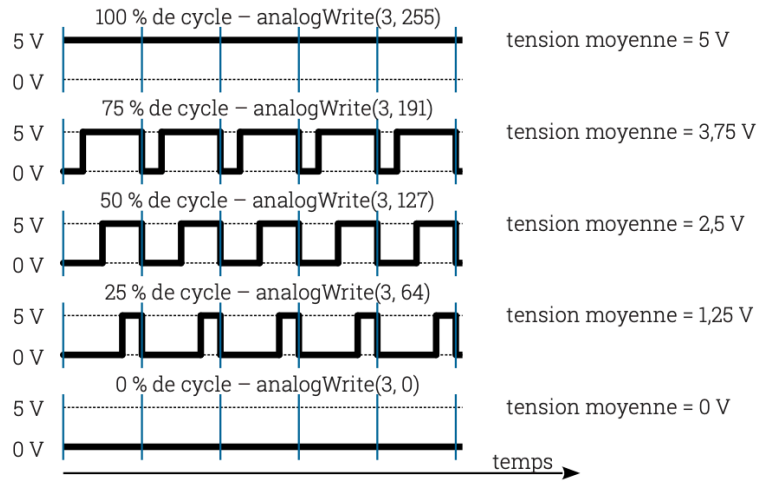 100 % de cycle – analogWrite(3, 255)
5 V
tension moyenne = 5 V
0 V
75 % de cycle – analogWrite(3, 191)
5 V
tension moyenne = 3,75 V
0 V
50 % de cycle – analogWrite(3, 127)
5 V
tension moyenne = 2,5 V
0 V
25 % de cycle – analogWrite(3, 64)
5 V
tension moyenne = 1,25 V
0 V
0 % de cycle – analogWrite(3, 0)
5 V
tension moyenne = 0 V
0 V
temps